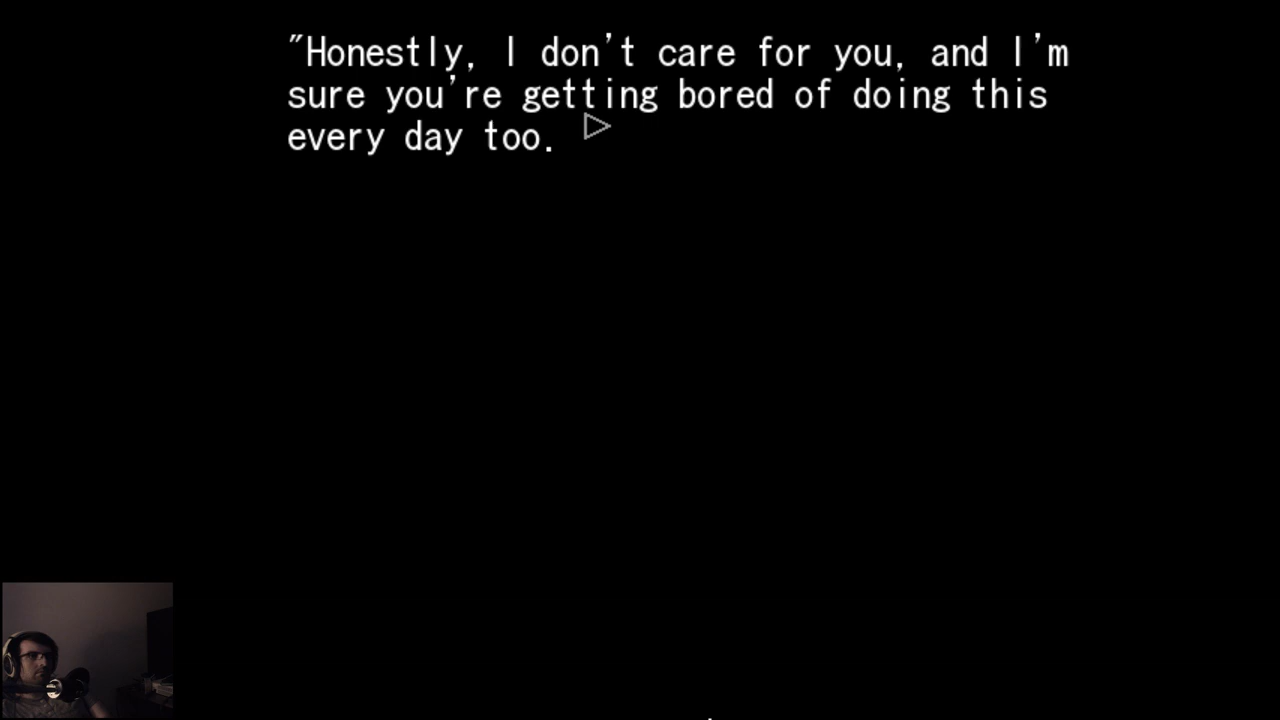 "Honestly, I don't care for you, and I'm
sure you're getting bored of doing this
every day too.